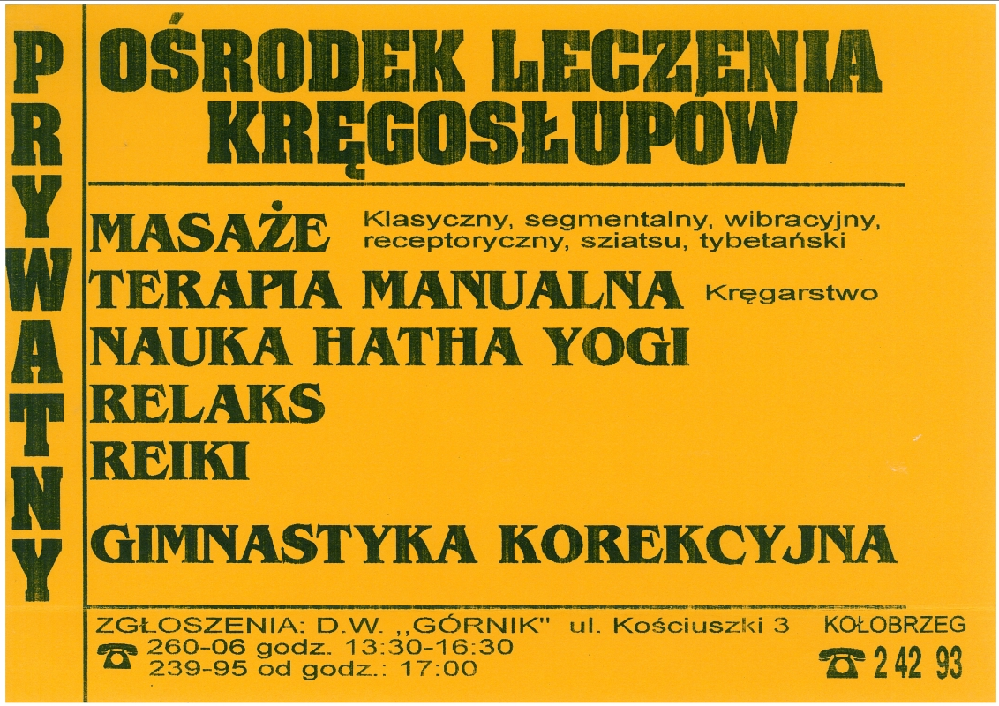 PRYWATNY
OŚRODEK LECZENIA
KRĘGOSŁUPÓW
MASAŻE Klasyczny, segmentalny, wibracyjny,
receptoryczny, sziatsu, tybetański
TERAPIA MANUALNA Kręgarstwo
NAUKA HATHA YOGI
RELAKS
REIKI
GIMNASTYKA KOREKCYJNA
ZGŁOSZENIA: D.W. ,,GÓRNIK" ul. Kościuszki 3 KOŁOBRZEG
☎ 260-06 godz. 13:30-16:30
239-95 od godz.: 17:00
☎ 2 42 93